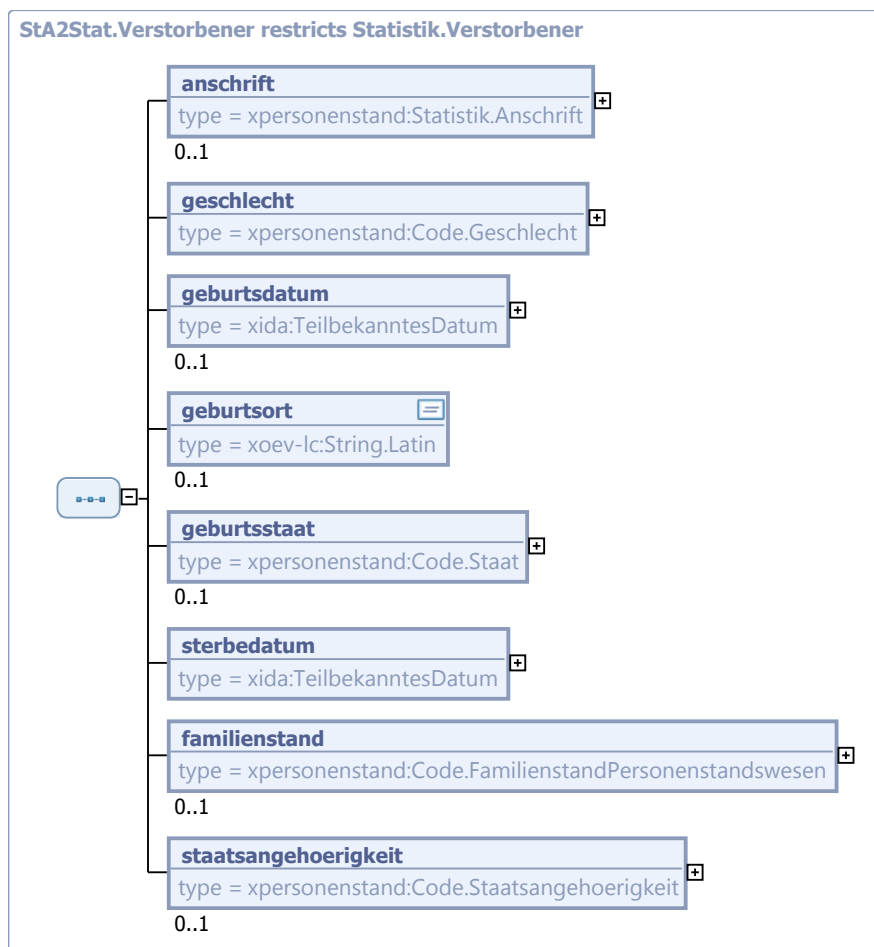 StA2Stat.Verstorbener restricts Statistik.Verstorbener
anschrift
type = xpersonenstand:Statistik.Anschrift
0..1
geschlecht
type = xpersonenstand:Code.Geschlecht
geburtsdatum
type = xida:TeilbekanntesDatum
0..1
geburtsort
type = xoev-lc:String.Latin
0..1
geburtsstaat
type = xpersonenstand:Code.Staat
0..1
sterbedatum
type = xida:TeilbekanntesDatum
familienstand
type = xpersonenstand:Code.FamilienstandPersonenstandswesen
0..1
staatsangehoerigkeit
type = xpersonenstand:Code.Staatsangehoerigkeit
0..1